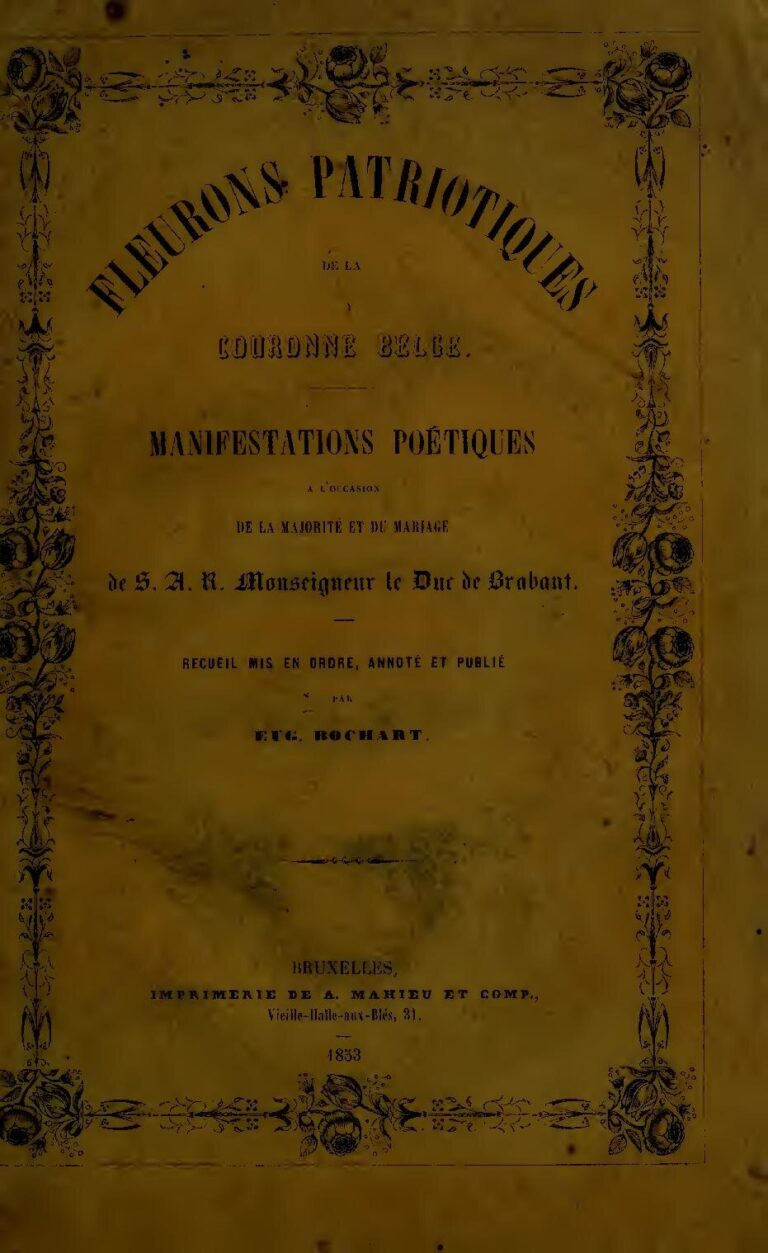 FLEURONS PATRIOTIQUES
DE LA
COURONNE BELGE.
MANIFESTATIONS POÉTIQUES
A L'OCCASION
DE LA MAJORITÉ ET DU MARIAGE
de S. A. R. Monseigneur le Duc de Brabant.
RECUEIL MIS EN ORDRE, ANNOTÉ ET PUBLIÉ
PAR
EUG. BOCHART.
BRUXELLES,
IMPRIMERIE DE A. MAHIEU ET COMP.,
Vieille-Halle-aux-Blés, 31.
1853